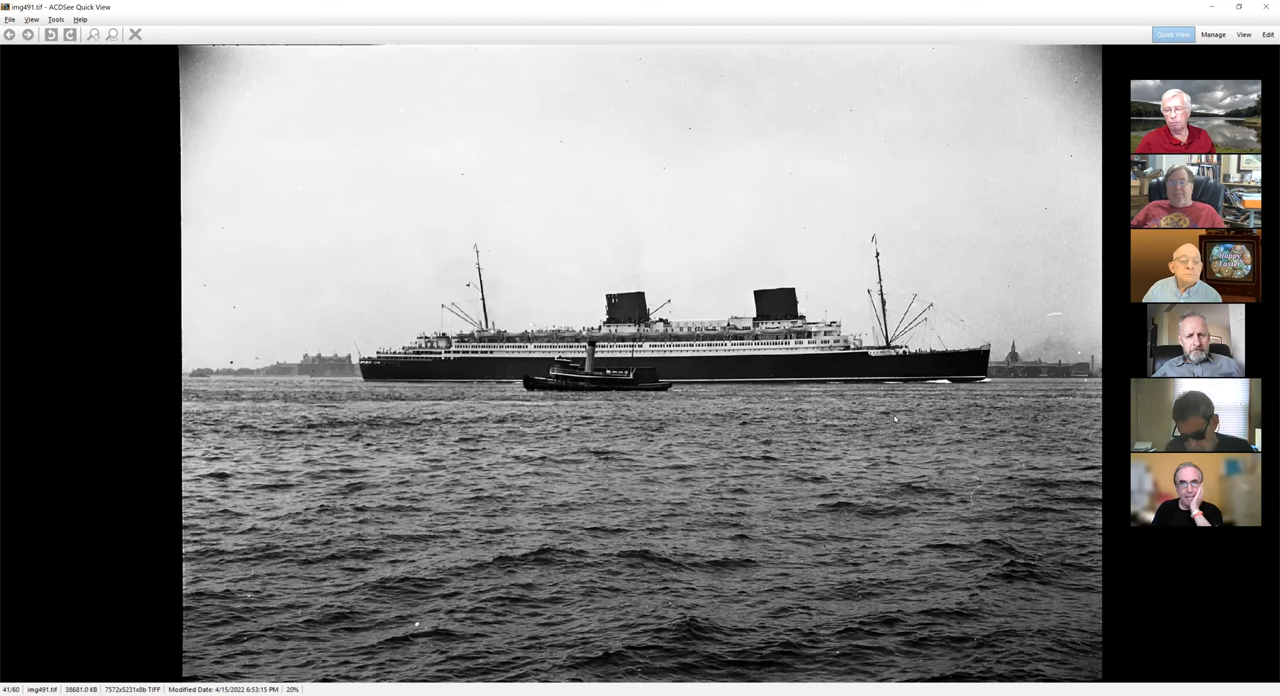 img491.tif - ACDSee Quick View
File View Tools Help
Quick View Manage View Edit
Happy
Easter
41/60 img491.tif 38681.0 KB 7572x5231x8b TIFF Modified Date: 4/15/2022 6:53:15 PM 20%